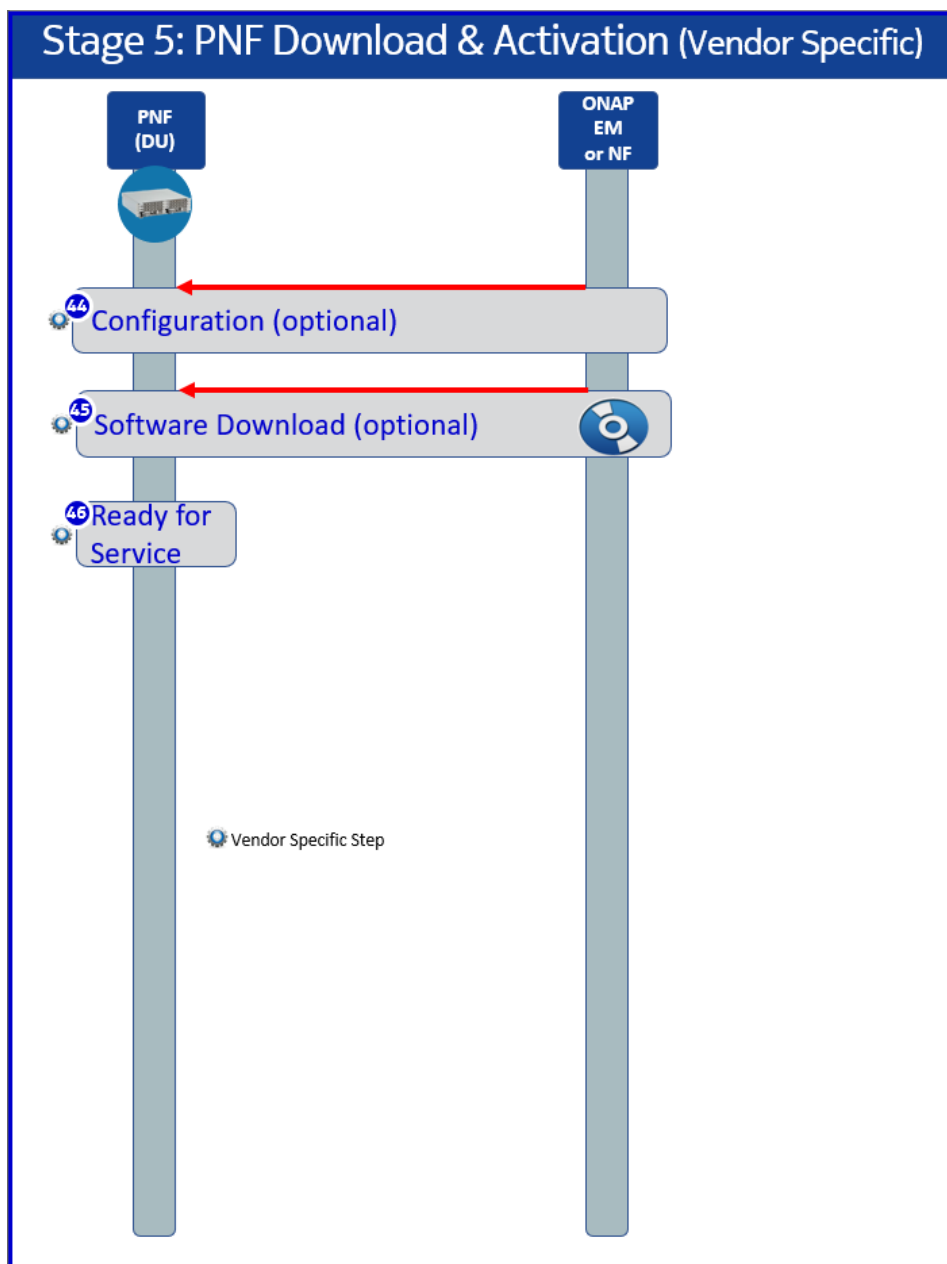 Stage 5: PNF Download & Activation (Vendor Specific)
PNF
(DU)
ONAP
EM
or NF
44
Configuration (optional)
45
Software Download (optional)
46
Ready for
Service
Vendor Specific Step